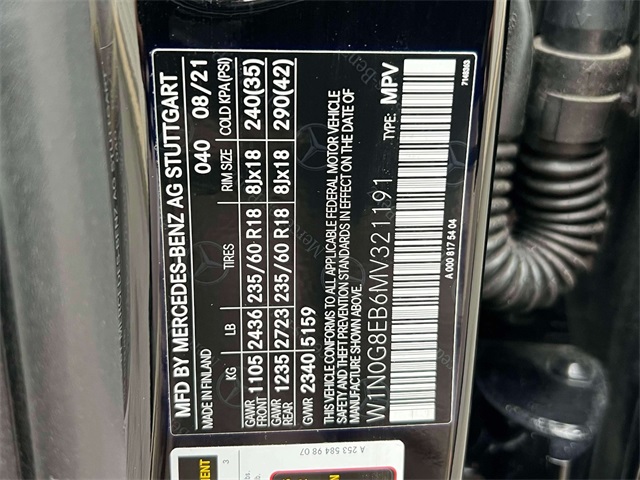 MFD BY MERCEDES-BENZ AG STUTTGART
MADE IN FINLAND 040 08/21
KG LB TIRES RIM SIZE COLD KPA (PSI)
GAWR FRONT 1105 2436 235/60 R18 8Jx18 240(35)
GAWR REAR 1235 2723 235/60 R18 8Jx18 290(42)
GVWR 2340 5159
THIS VEHICLE CONFORMS TO ALL APPLICABLE FEDERAL MOTOR VEHICLE
SAFETY AND THEFT PREVENTION STANDARDS IN EFFECT ON THE DATE OF
MANUFACTURE SHOWN ABOVE.
W1N0G8EB6MV321191 TYPE: MPV
A 000 817 54 04
A 253 584 98 07
3